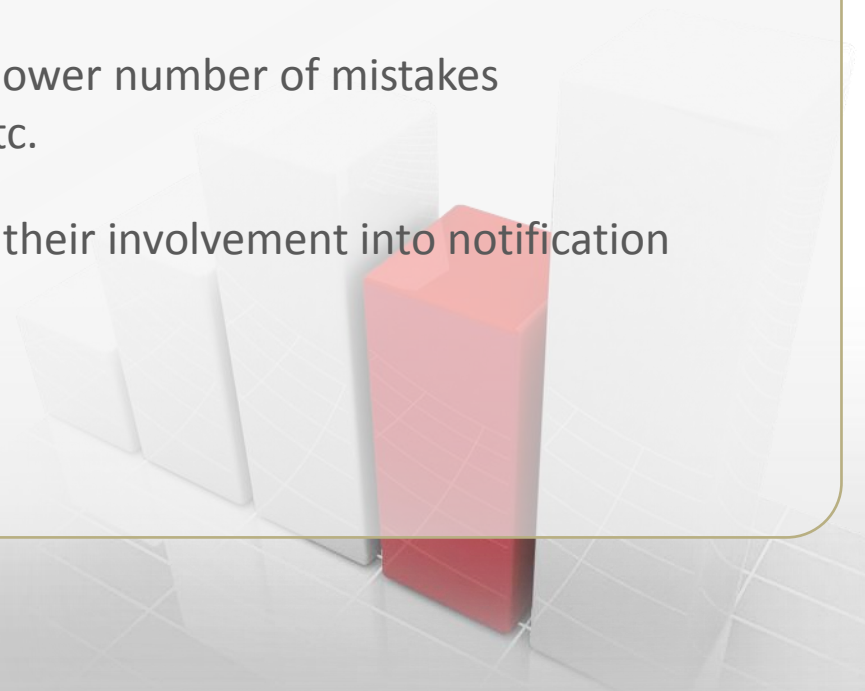 ower number of mistakes
tc.
their involvement into notification